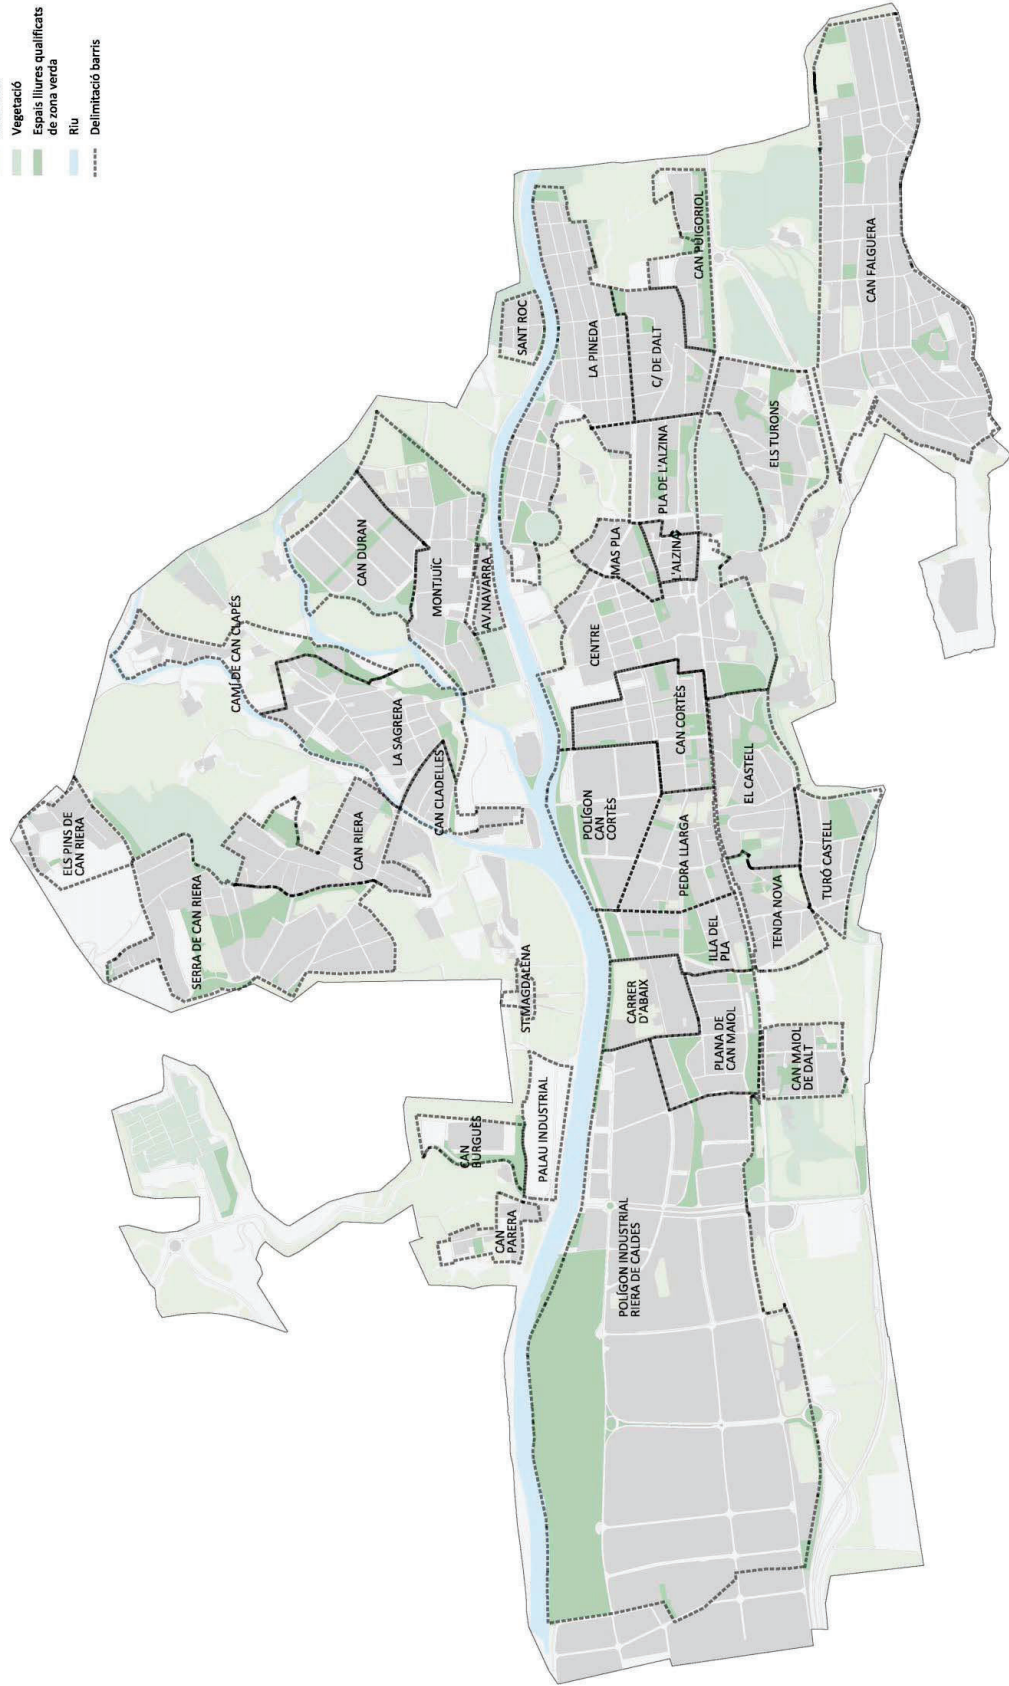 Vegetació
Espais lliures qualificats
de zona verda
Riu
Delimitació barris
ELS PINS DE
CAN RIERA
SERRA DE CAN RIERA
CAN RIERA
CAMÍ DE CAN CLAPÉS
LA SAGRERA
CAN CLADELLES
CAN DURAN
MONTJUÏC
AV.NAVARRA
SANT ROC
ST.MAGDALENA
CAN
BURGUÈS
CAN
PARERA
PALAU INDUSTRIAL
LA PINEDA
C/ DE DALT
CAN PUIGORIOL
PLA DE L'ALZINA
MAS PLA
L'ALZINA
CENTRE
ELS TURONS
CAN FALGUERA
POLÍGON
CAN
CORTÈS
CAN CORTÈS
EL CASTELL
PEDRA LLARGA
ILLA DEL
PLA
TENDA NOVA
TURÓ CASTELL
CARRER
D'ABAIX
PLANA DE
CAN MAIOL
CAN MAIOL
DE DALT
POLÍGON INDUSTRIAL
RIERA DE CALDES